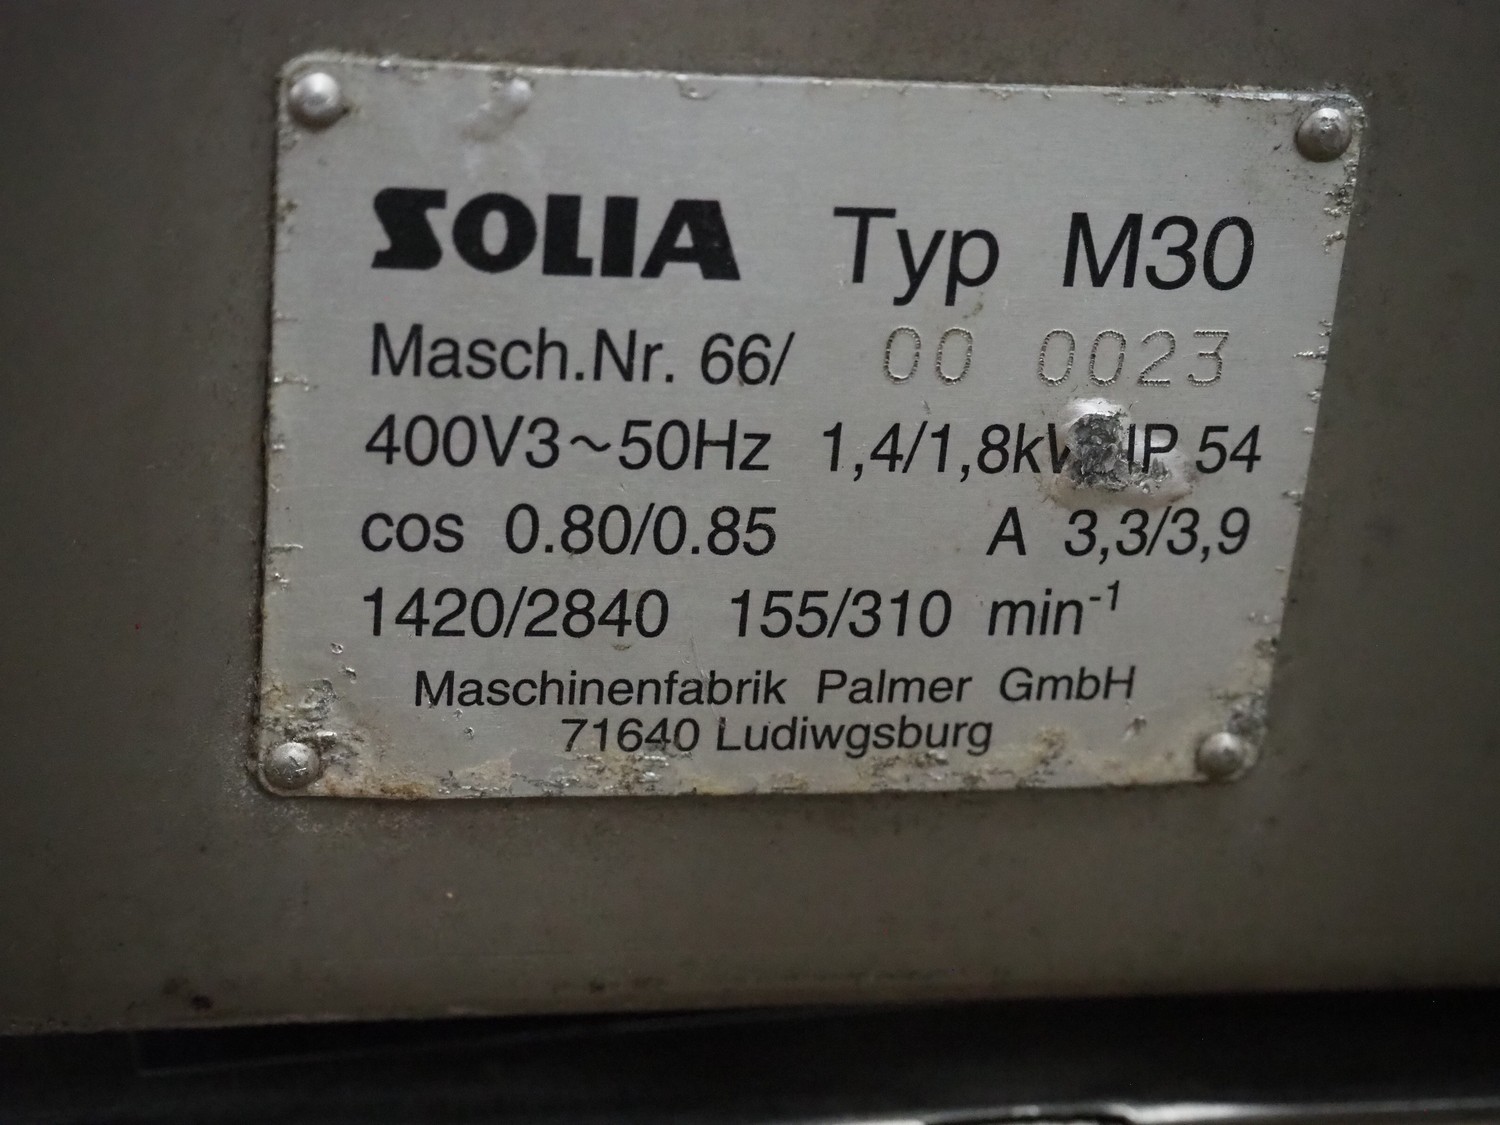 SOLIA Typ M30
Masch.Nr. 66/ 00 0023
400V3~50Hz 1,4/1,8kW IP 54
cos 0.80/0.85 A 3,3/3,9
1420/2840 155/310 min⁻¹
Maschinenfabrik Palmer GmbH
71640 Ludiwgsburg